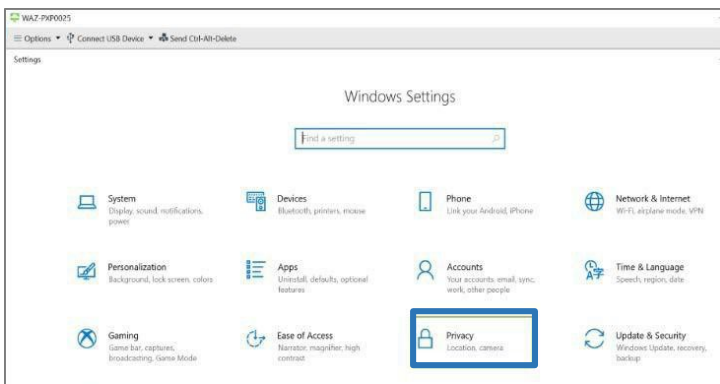 WAZ-PXP0025
Options Connect USB Device Send Ctrl-Alt-Delete
Settings
Windows Settings
Find a setting
System
Display, sound, notifications,
power
Devices
Bluetooth, printers, mouse
Phone
Link your Android, iPhone
Network & Internet
Wi-Fi, airplane mode, VPN
Personalization
Background, lock screen, colors
Apps
Uninstall, defaults, optional
features
Accounts
Your accounts, email, sync,
work, other people
Time & Language
Speech, region, date
Gaming
Game bar, captures,
broadcasting, Game Mode
Ease of Access
Narrator, magnifier, high
contrast
Privacy
Location, camera
Update & Security
Windows Update, recovery,
backup